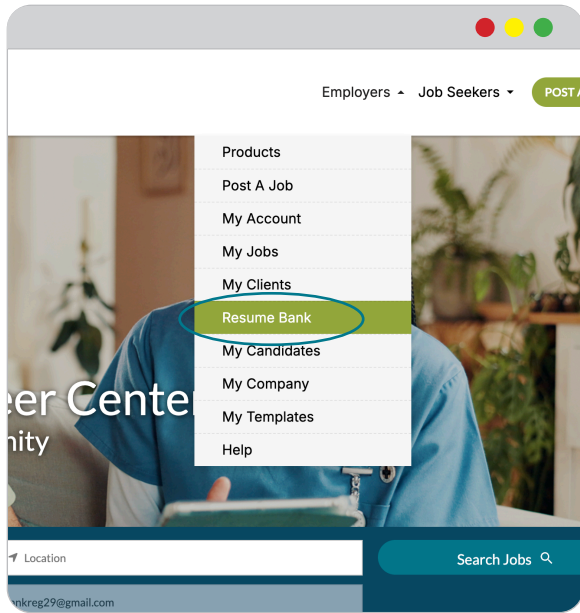 Employers Job Seekers POST
Products
Post A Job
My Account
My Jobs
My Clients
Resume Bank
My Candidates
My Company
My Templates
Help
er Cente
nity
Location
Search Jobs
nkreg29@gmail.com